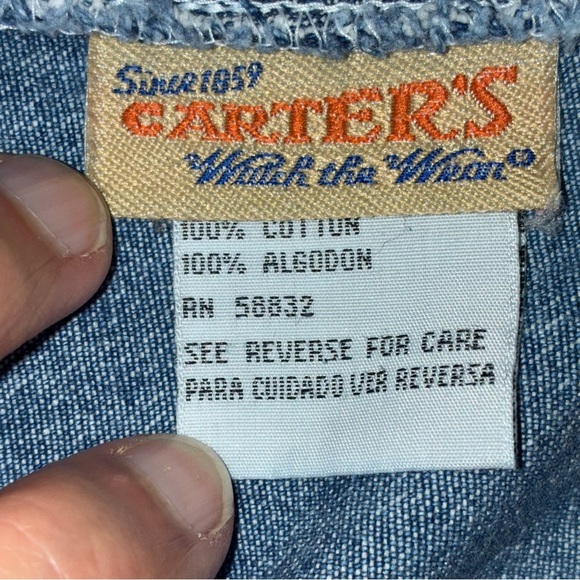 Since 1859
CARTER'S
Watch the Wear®
100% COTTON
100% ALGODON
RN 58832
SEE REVERSE FOR CARE
PARA CUIDADO VER REVERSA